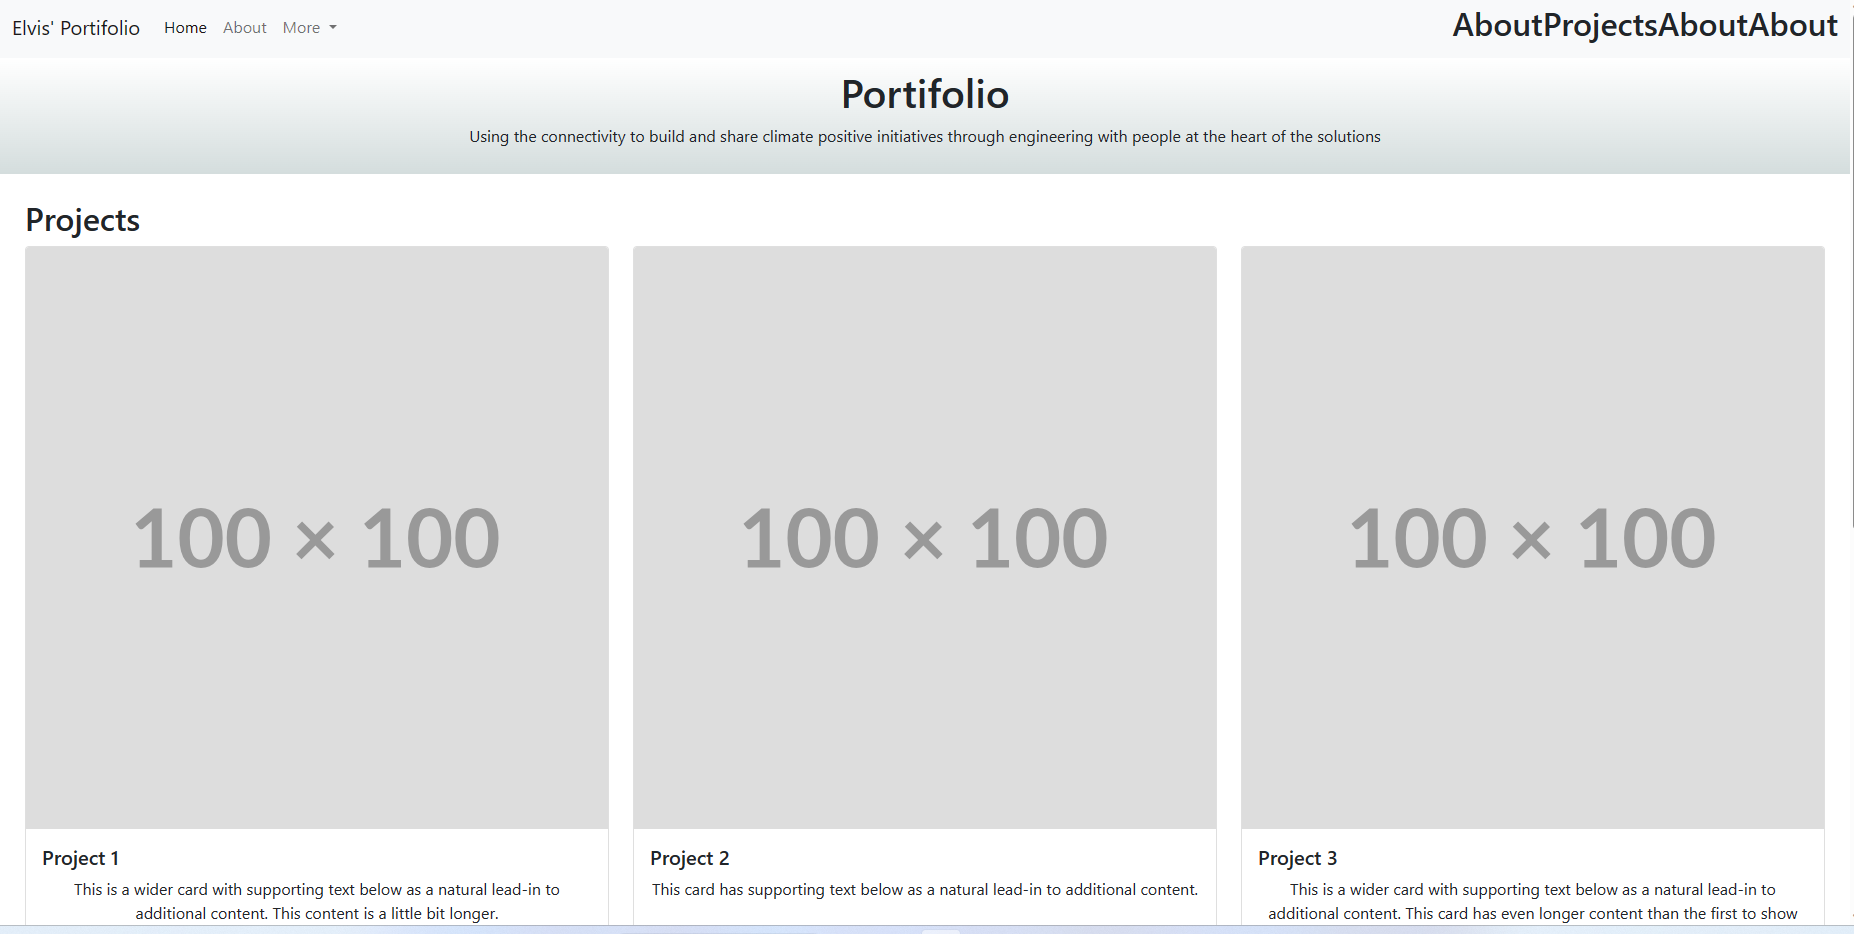 Elvis' Portifolio Home About More AboutProjectsAboutAbout
Portifolio
Using the connectivity to build and share climate positive initiatives through engineering with people at the heart of the solutions
Projects
100 × 100
100 × 100
100 × 100
Project 1
This is a wider card with supporting text below as a natural lead-in to
additional content. This content is a little bit longer.
Project 2
This card has supporting text below as a natural lead-in to additional content.
Project 3
This is a wider card with supporting text below as a natural lead-in to
additional content. This card has even longer content than the first to show